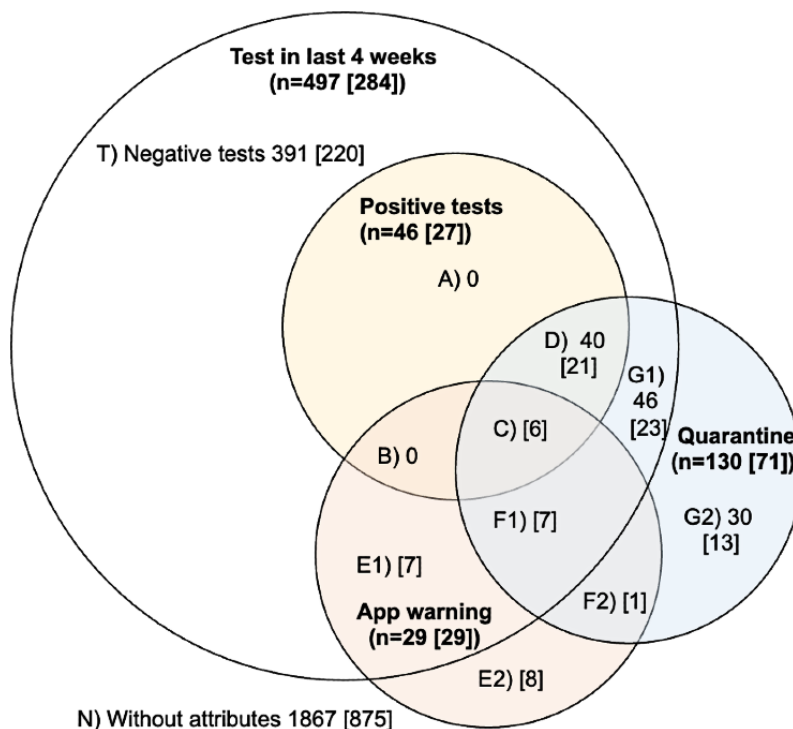 Test in last 4 weeks
(n=497 [284])
T) Negative tests 391 [220]
Positive tests
(n=46 [27])
A) 0
D) 40
[21]
G1)
46
[23]
C) [6]
B) 0
Quarantine
(n=130 [71])
F1) [7]
G2) 30
[13]
E1) [7]
F2) [1]
App warning
(n=29 [29])
E2) [8]
N) Without attributes 1867 [875]